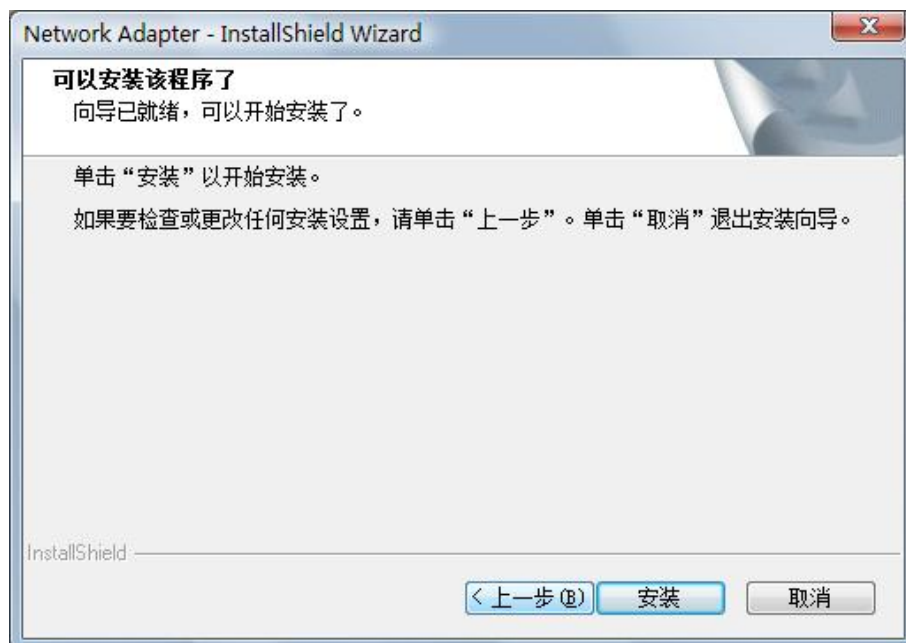 Network Adapter - InstallShield Wizard
可以安装该程序了
向导已就绪，可以开始安装了。
单击“安装”以开始安装。
如果要检查或更改任何安装设置，请单击“上一步”。单击“取消”退出安装向导。
InstallShield
< 上一步(B)
安装
取消